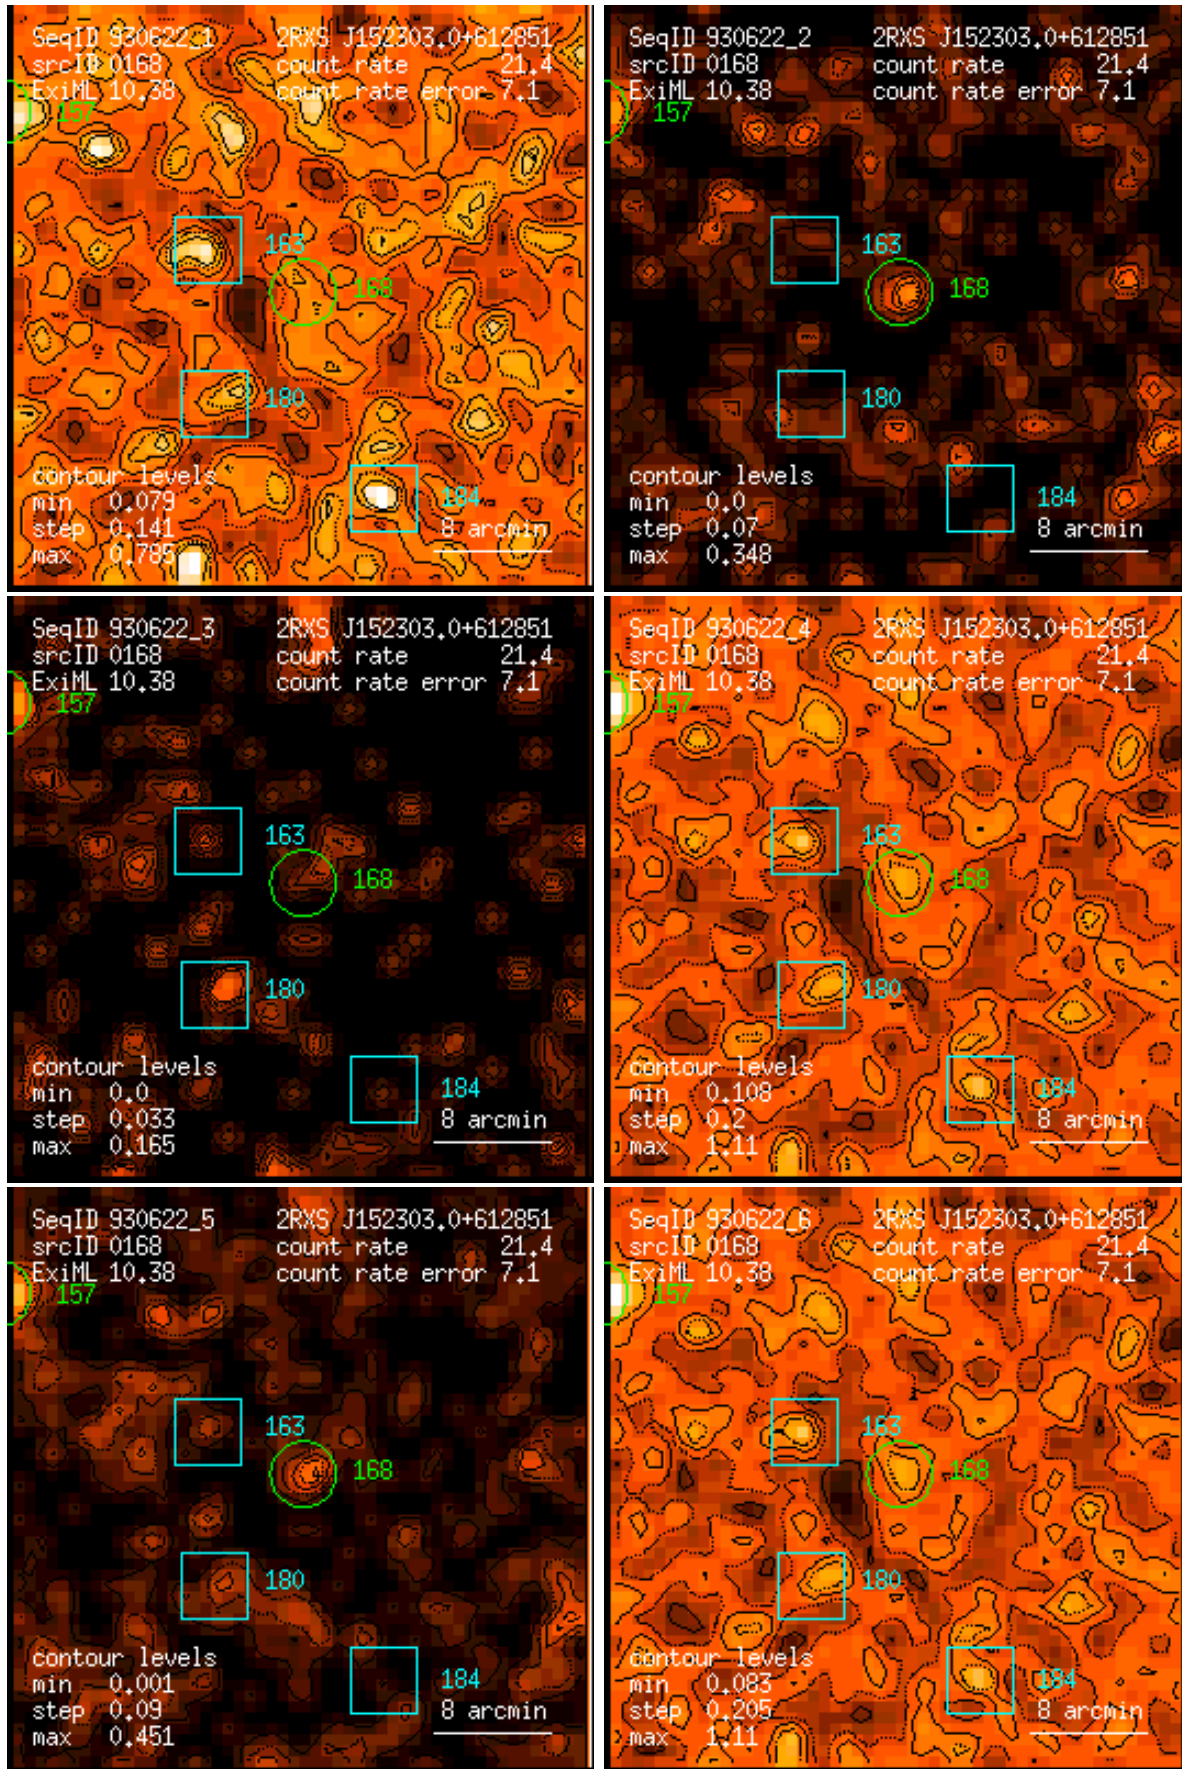 SeqID 930622_1 2RXS J152303.0+612851
srcID 0168 count rate 21.4
ExiML 10.38 count rate error 7.1
157
163
168
180
contour levels
min 0.079 184
step 0.141 8 arcmin
max 0.785
SeqID 930622_2 2RXS J152303.0+612851
srcID 0168 count rate 21.4
ExiML 10.38 count rate error 7.1
157
163
168
180
contour levels
min 0.0 184
step 0.07 8 arcmin
max 0.348
SeqID 930622_3 2RXS J152303.0+612851
srcID 0168 count rate 21.4
ExiML 10.38 count rate error 7.1
157
163
168
180
contour levels
min 0.0 184
step 0.033 8 arcmin
max 0.165
SeqID 930622_4 2RXS J152303.0+612851
srcID 0168 count rate 21.4
ExiML 10.38 count rate error 7.1
157
163
168
180
contour levels
min 0.108 184
step 0.2 8 arcmin
max 1.11
SeqID 930622_5 2RXS J152303.0+612851
srcID 0168 count rate 21.4
ExiML 10.38 count rate error 7.1
157
163
168
180
contour levels
min 0.001 184
step 0.09 8 arcmin
max 0.451
SeqID 930622_6 2RXS J152303.0+612851
srcID 0168 count rate 21.4
ExiML 10.38 count rate error 7.1
157
163
168
180
contour levels
min 0.083 184
step 0.205 8 arcmin
max 1.11